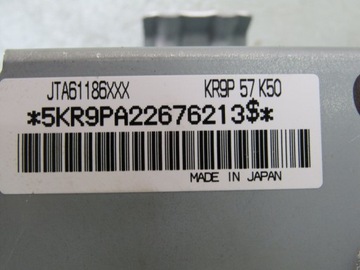 JTA61186XXX KR9P 57 K50
*5KR9PA22676213$*
MADE IN JAPAN